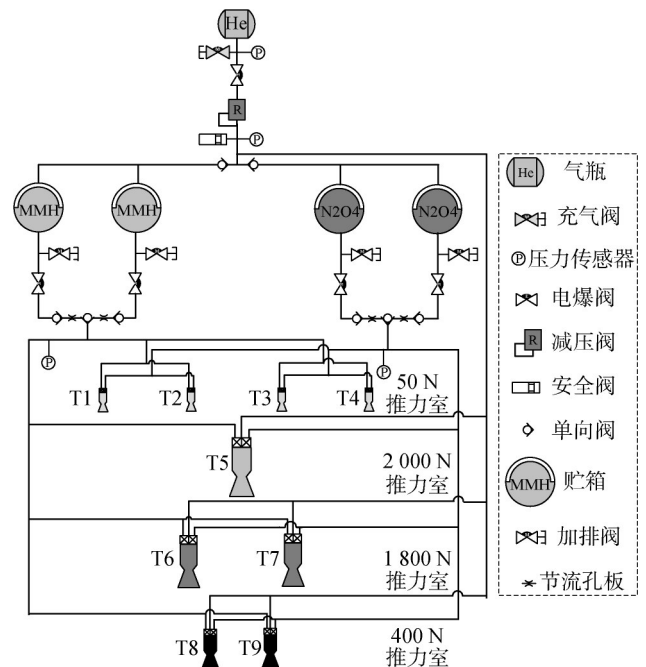 He
P
R
P
MMH
MMH
N2O4
N2O4
P
P
T1
T2
T3
T4
50 N
推力室
T5
2 000 N
推力室
T6
T7
1 800 N
推力室
T8
T9
400 N
推力室
He
气瓶
充气阀
P
压力传感器
电爆阀
R
减压阀
安全阀
单向阀
MMH
贮箱
加排阀
节流孔板